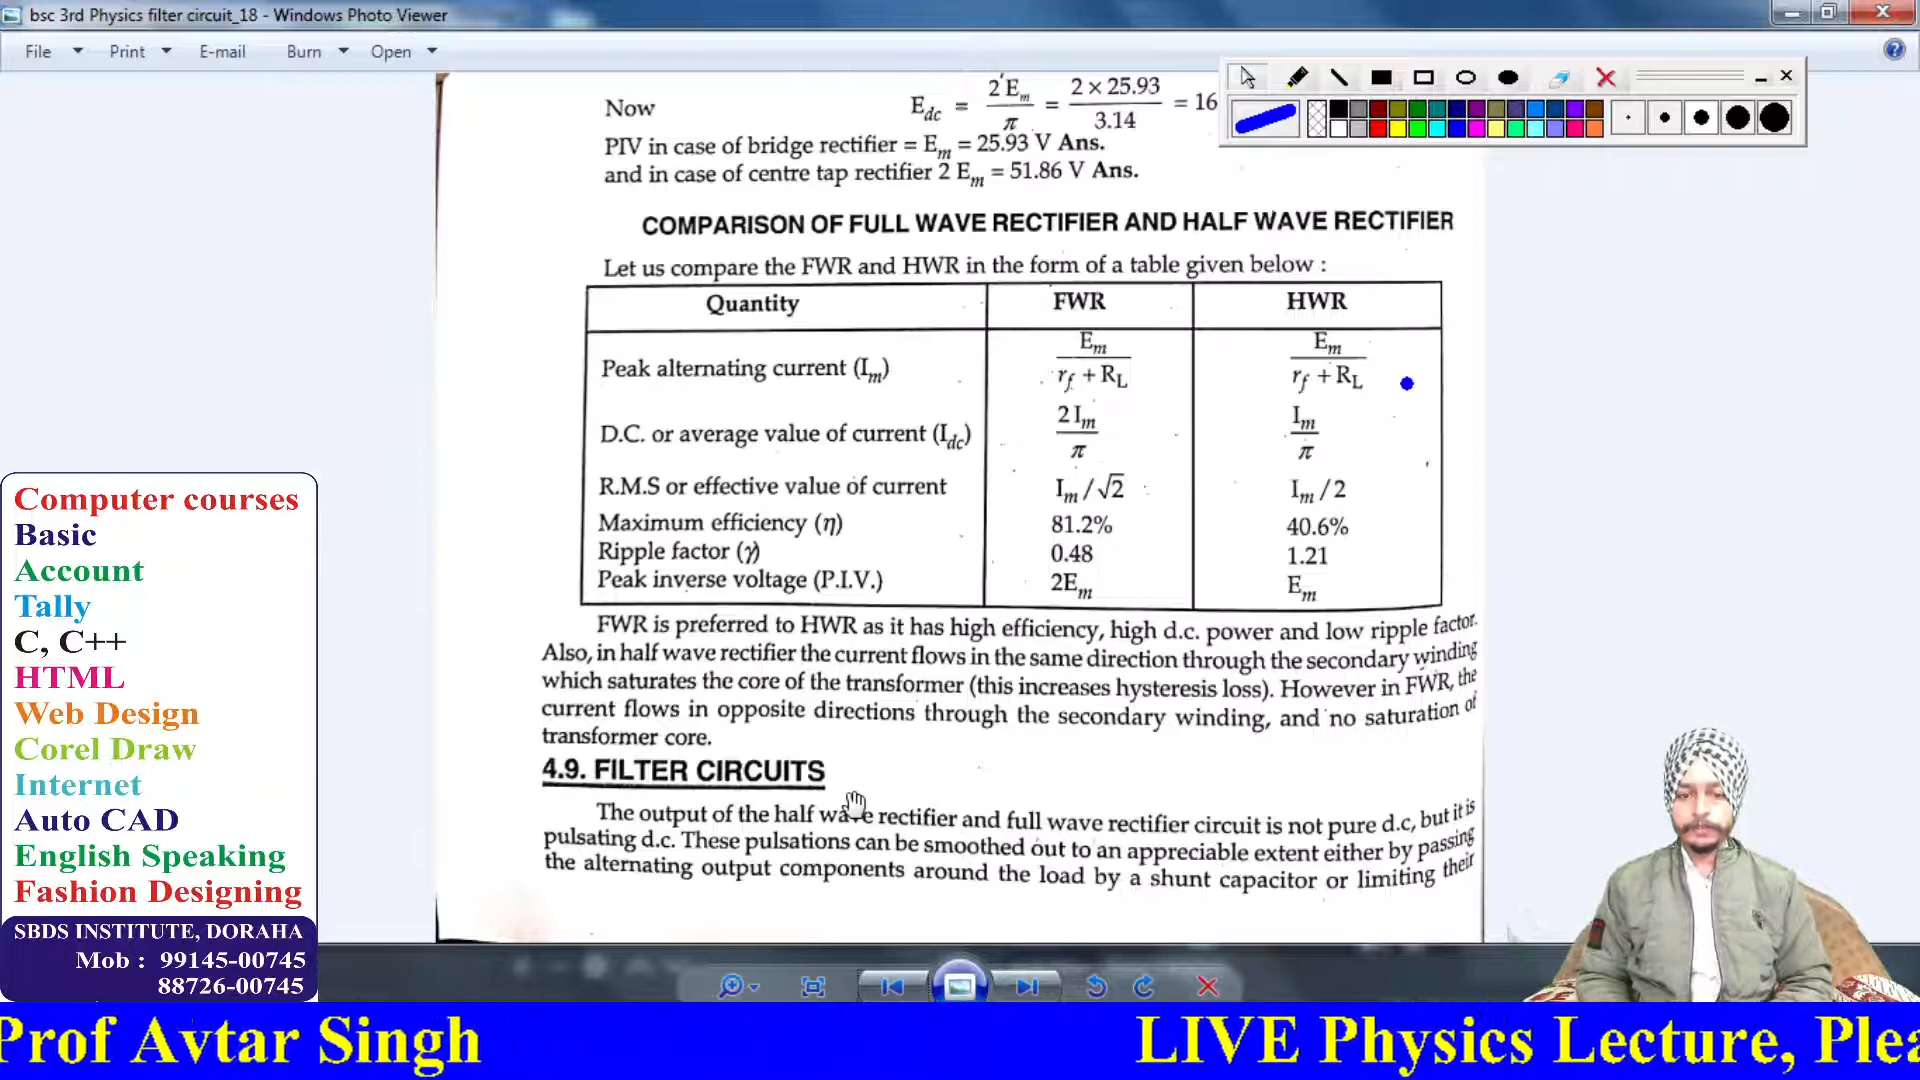 bsc 3rd Physics filter circuit_18 - Windows Photo Viewer
File Print E-mail Burn Open
Now E_dc = 2 E_m / π = 2 × 25.93 / 3.14 = 16
PIV in case of bridge rectifier = E_m = 25.93 V Ans.
and in case of centre tap rectifier 2 E_m = 51.86 V Ans.
COMPARISON OF FULL WAVE RECTIFIER AND HALF WAVE RECTIFIER
Let us compare the FWR and HWR in the form of a table given below :
Quantity FWR HWR
Peak alternating current (I_m) E_m / r_f + R_L E_m / r_f + R_L
D.C. or average value of current (I_dc) 2 I_m / π I_m / π
R.M.S or effective value of current I_m / √2 I_m / 2
Maximum efficiency (η) 81.2% 40.6%
Ripple factor (γ) 0.48 1.21
Peak inverse voltage (P.I.V.) 2E_m E_m
FWR is preferred to HWR as it has high efficiency, high d.c. power and low ripple factor.
Also, in half wave rectifier the current flows in the same direction through the secondary winding
which saturates the core of the transformer (this increases hysteresis loss). However in FWR, the
current flows in opposite directions through the secondary winding, and no saturation of
transformer core.
4.9. FILTER CIRCUITS
The output of the half wave rectifier and full wave rectifier circuit is not pure d.c, but it is
pulsating d.c. These pulsations can be smoothed out to an appreciable extent either by passing
the alternating output components around the load by a shunt capacitor or limiting their
Computer courses
Basic
Account
Tally
C, C++
HTML
Web Design
Corel Draw
Internet
Auto CAD
English Speaking
Fashion Designing
SBDS INSTITUTE, DORAHA
Mob : 99145-00745
88726-00745
Prof Avtar Singh LIVE Physics Lecture, Plea